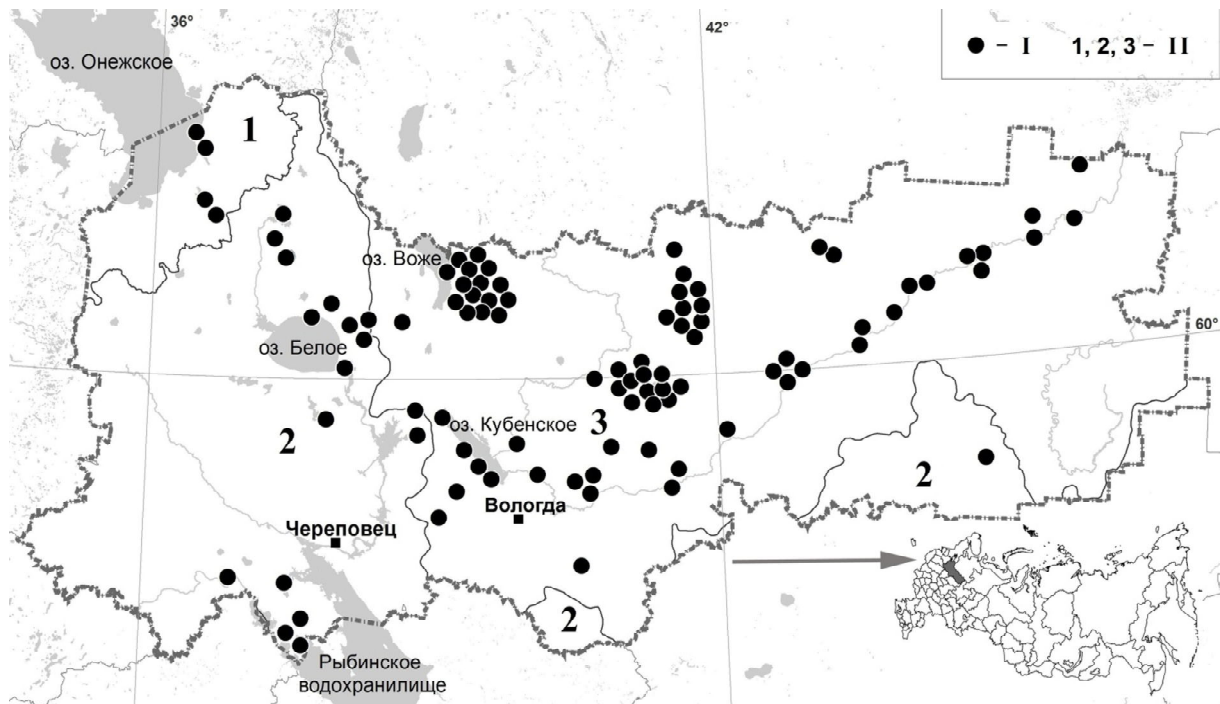 36°
42°
● – I 1, 2, 3 – II
оз. Онежское
1
оз. Воже
60°
оз. Белое
оз. Кубенское
3
2
2
Вологда
Череповец
2
Рыбинское
водохранилище